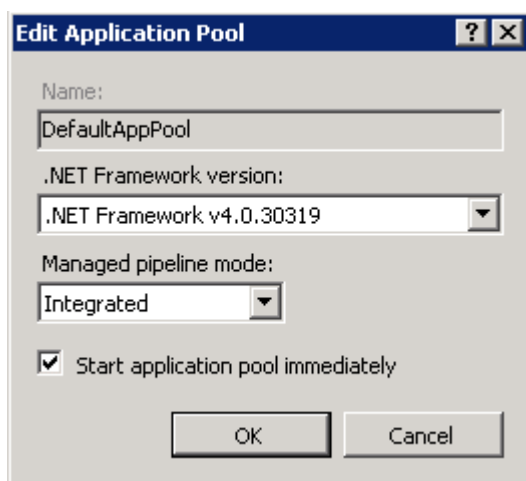 Edit Application Pool
Name:
DefaultAppPool
.NET Framework version:
.NET Framework v4.0.30319
Managed pipeline mode:
Integrated
Start application pool immediately
OK Cancel